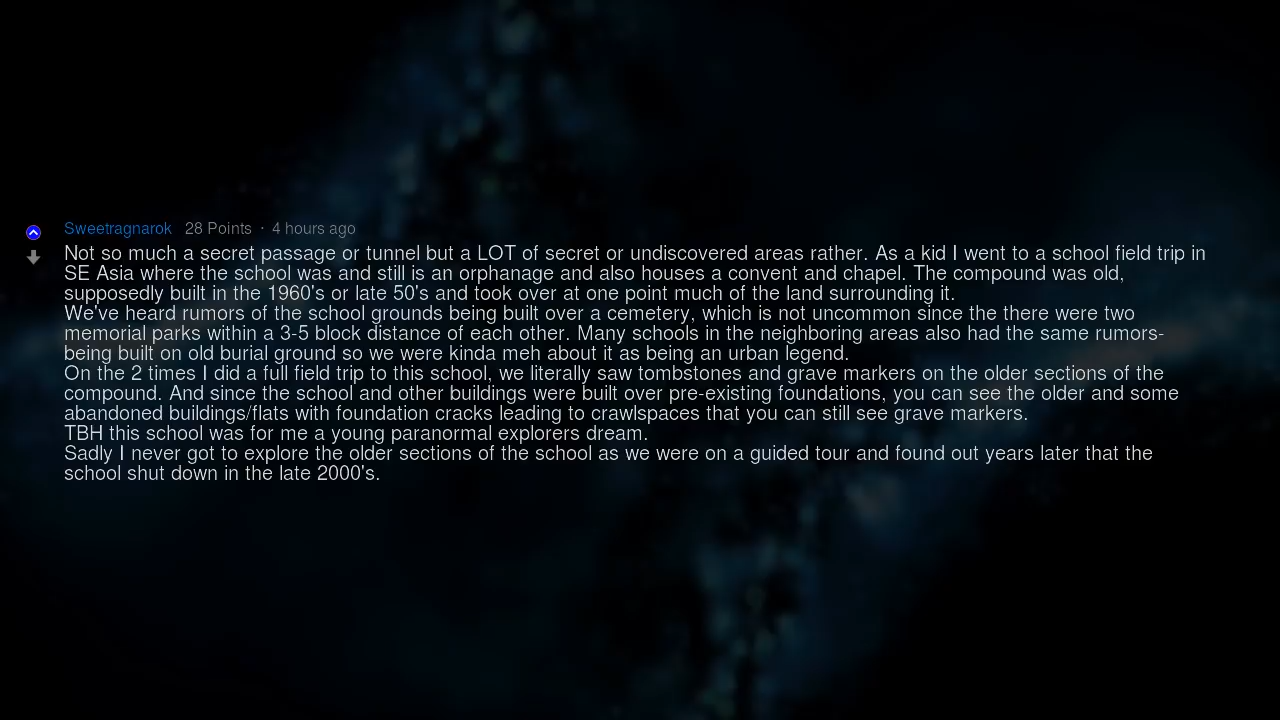 Sweetragnarok 28 Points · 4 hours ago
Not so much a secret passage or tunnel but a LOT of secret or undiscovered areas rather. As a kid I went to a school field trip in
SE Asia where the school was and still is an orphanage and also houses a convent and chapel. The compound was old,
supposedly built in the 1960's or late 50's and took over at one point much of the land surrounding it.
We've heard rumors of the school grounds being built over a cemetery, which is not uncommon since the there were two
memorial parks within a 3-5 block distance of each other. Many schools in the neighboring areas also had the same rumors-
being built on old burial ground so we were kinda meh about it as being an urban legend.
On the 2 times I did a full field trip to this school, we literally saw tombstones and grave markers on the older sections of the
compound. And since the school and other buildings were built over pre-existing foundations, you can see the older and some
abandoned buildings/flats with foundation cracks leading to crawlspaces that you can still see grave markers.
TBH this school was for me a young paranormal explorers dream.
Sadly I never got to explore the older sections of the school as we were on a guided tour and found out years later that the
school shut down in the late 2000's.